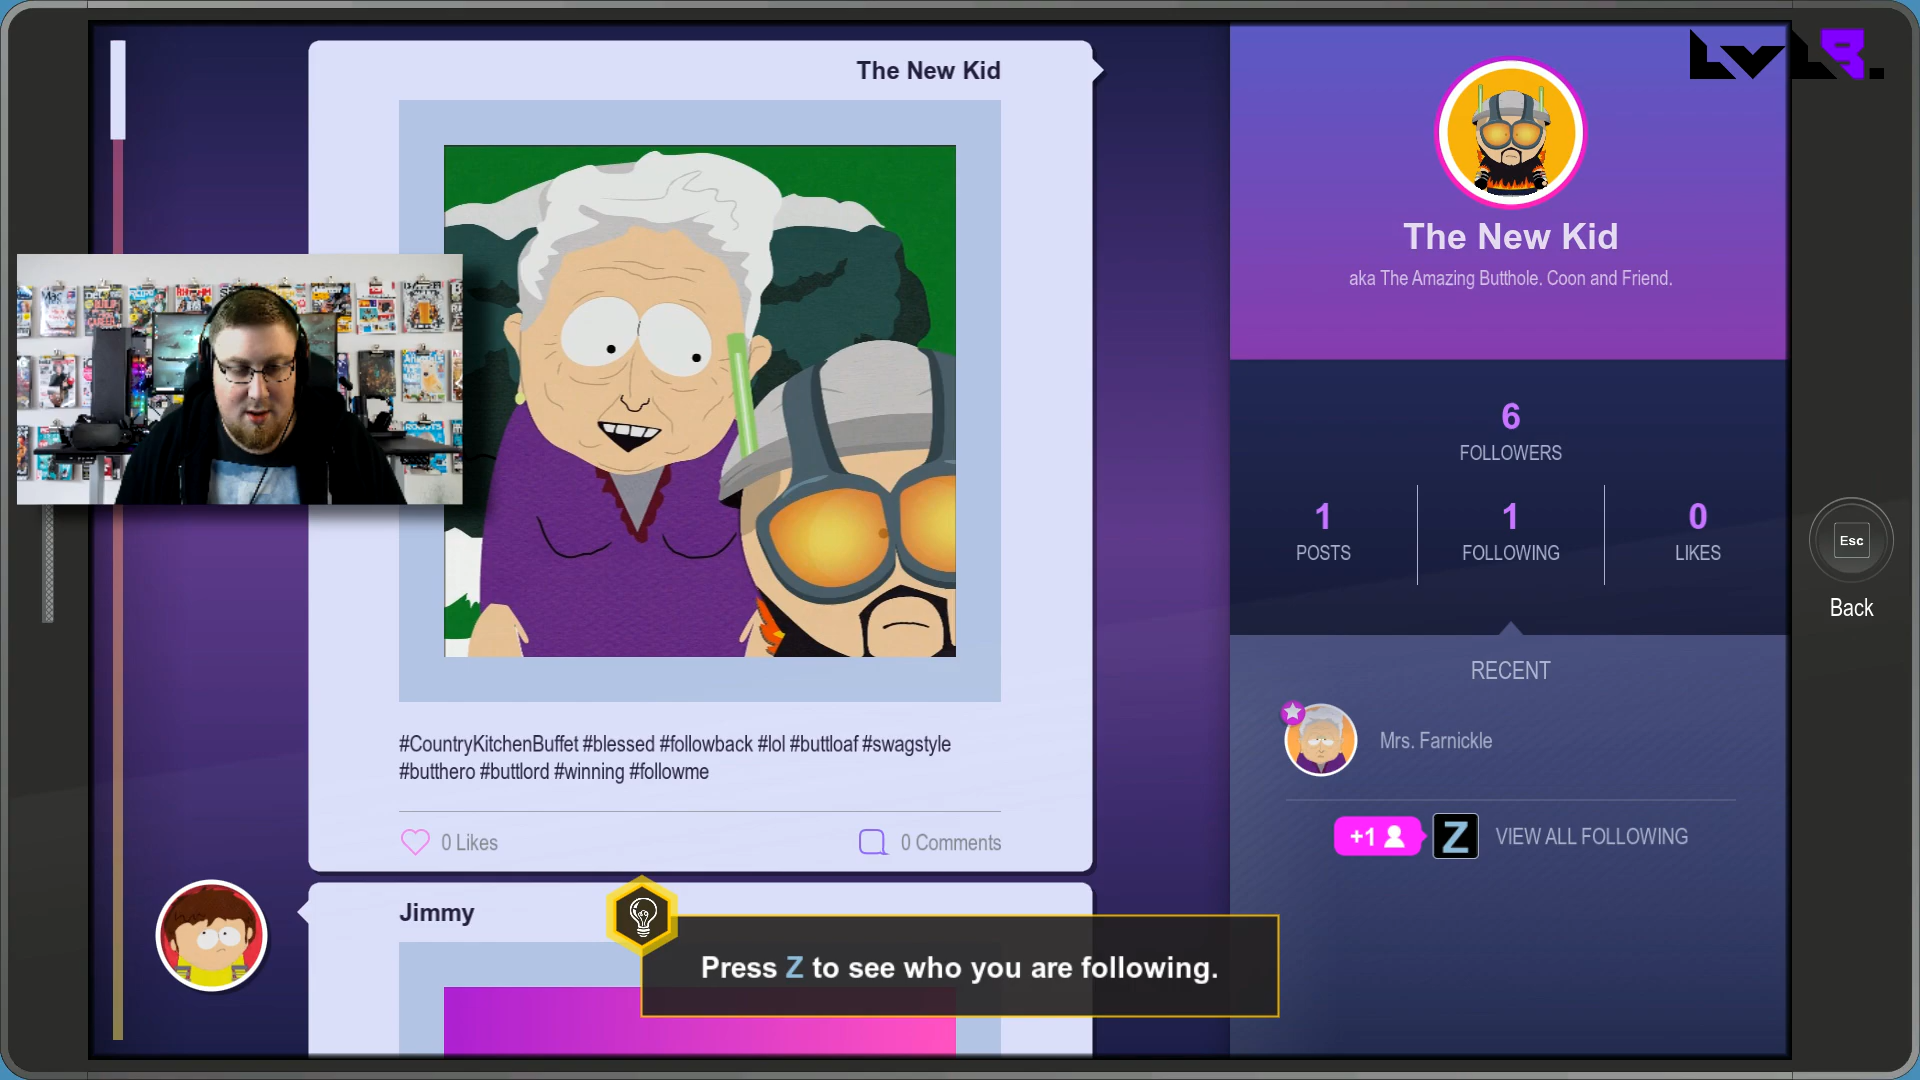 The New Kid
#CountryKitchenBuffet #blessed #followback #lol #buttloaf #swagstyle
#butthero #buttlord #winning #followme
0 Likes
0 Comments
Jimmy
Press Z to see who you are following.
LVL8.
The New Kid
aka The Amazing Butthole. Coon and Friend.
6
FOLLOWERS
1
POSTS
1
FOLLOWING
0
LIKES
RECENT
Mrs. Farnickle
+1
Z
VIEW ALL FOLLOWING
Esc
Back